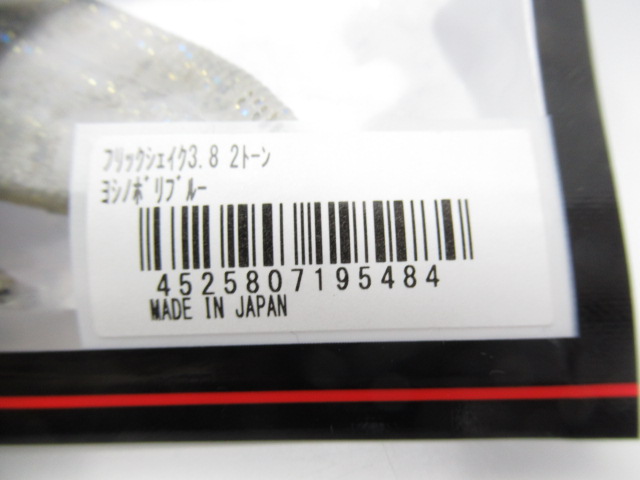 ﾌﾘｯｸｼｪｲｸ3.8 2ﾄｰﾝ
ﾖｼﾉﾎﾞﾘﾌﾞﾙｰ
4525807195484
MADE IN JAPAN